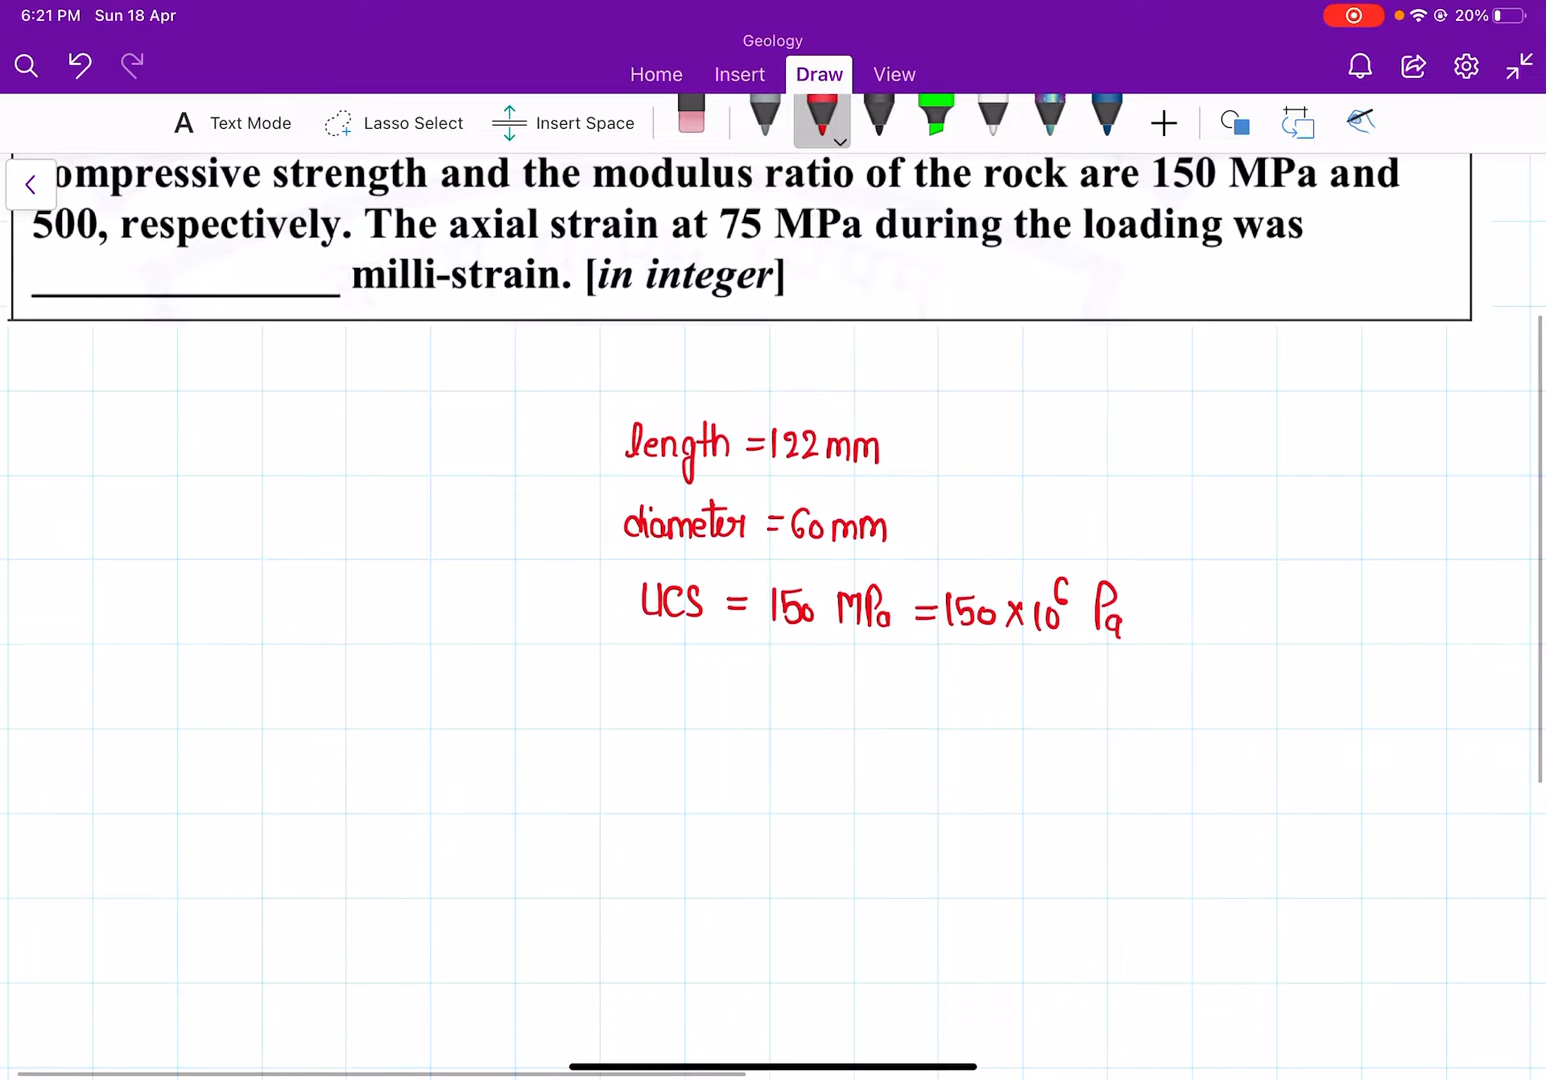 6:21 PM Sun 18 Apr
20%
Geology
Home Insert Draw View
A Text Mode Lasso Select Insert Space
ompressive strength and the modulus ratio of the rock are 150 MPa and
500, respectively. The axial strain at 75 MPa during the loading was
milli-strain. [in integer]
length = 122 mm
diameter = 60 mm
UCS = 150 MPa = 150 × 10⁶ Pa